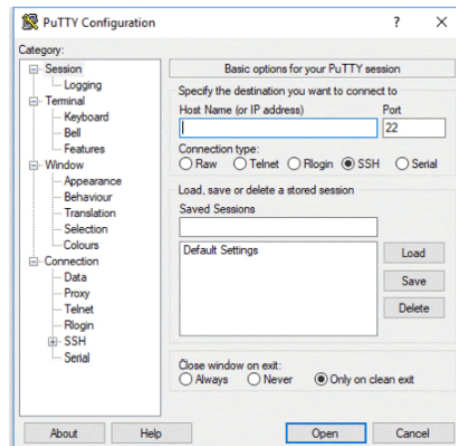 PuTTY Configuration
?
Category:
Session
Logging
Terminal
Keyboard
Bell
Features
Window
Appearance
Behaviour
Translation
Selection
Colours
Connection
Data
Proxy
Telnet
Rlogin
SSH
Serial
Basic options for your PuTTY session
Specify the destination you want to connect to
Host Name (or IP address) Port
22
Connection type:
Raw Telnet Rlogin SSH Serial
Load, save or delete a stored session
Saved Sessions
Default Settings
Load
Save
Delete
Close window on exit:
Always Never Only on clean exit
About Help Open Cancel